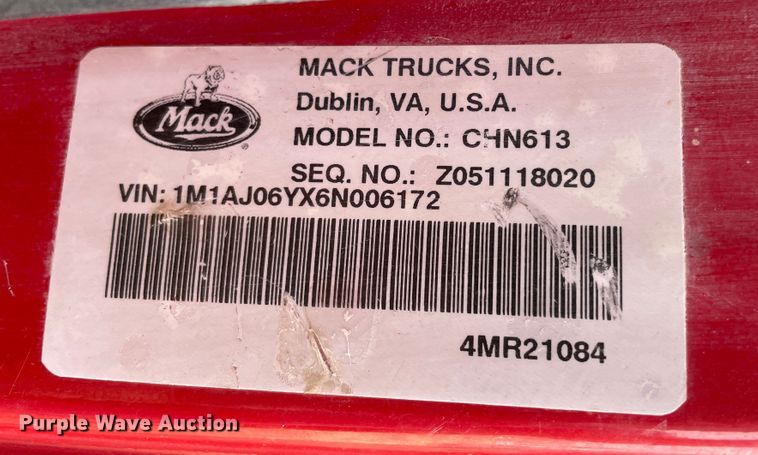 MACK TRUCKS, INC.
Dublin, VA, U.S.A.
Mack
®
MODEL NO.: CHN613
SEQ. NO.: Z051118020
VIN: 1M1AJ06YX6N006172
4MR21084
Purple Wave Auction